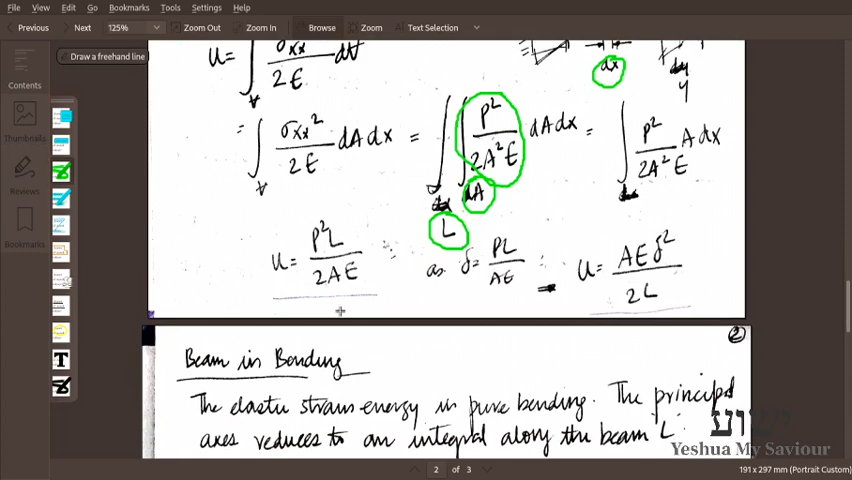 File View Go Bookmarks Tools Settings Help
Previous Next 125% Zoom Out Zoom In Browse Zoom Text Selection
Draw a freehand line
Contents
Thumbnails
Reviews
Bookmarks
T
U = ∫ σxx² / 2E dV
dx
y
= ∫ σxx² / 2E dA dx = ∫ ∫ P² / 2A²E dA dx = ∫ P² / 2A²E A dx
dA
L
U = P²L / 2AE as δ = PL / AE ∴ U = AEδ² / 2L
2
Beam in Bending
The elastic strain energy in pure bending. The principal
axes reduces to an integral along the beam L.
ישוע
Yeshua My Saviour
2 of 3
191 x 297 mm (Portrait Custom)